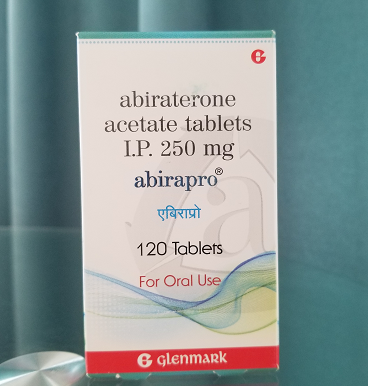 abiraterone
acetate tablets
I.P. 250 mg
abirapro®
एबिराप्रो
120 Tablets
For Oral Use
glenmark